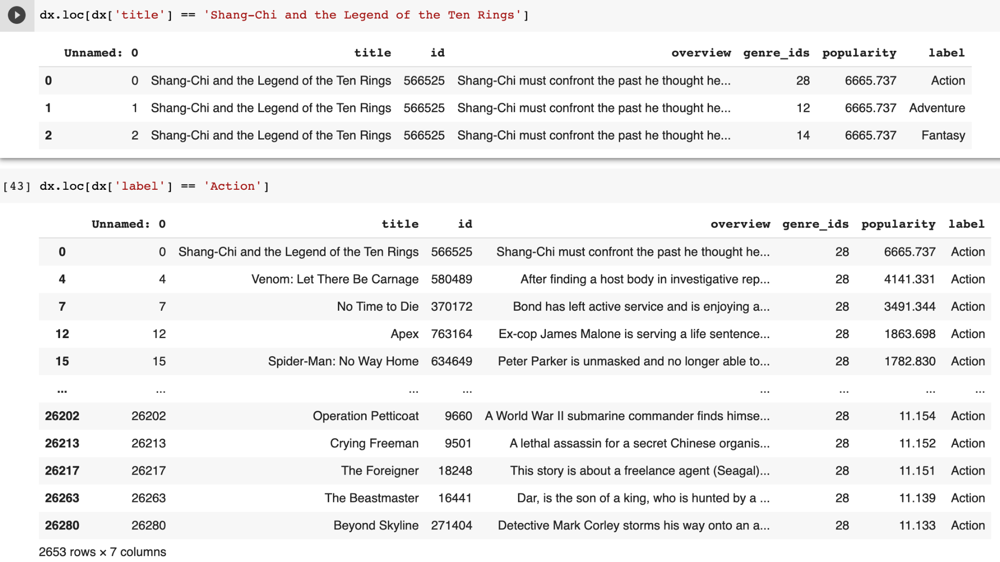 dx.loc[dx['title'] == 'Shang-Chi and the Legend of the Ten Rings']
Unnamed: 0 title id overview genre_ids popularity label
0 0 Shang-Chi and the Legend of the Ten Rings 566525 Shang-Chi must confront the past he thought he... 28 6665.737 Action
1 1 Shang-Chi and the Legend of the Ten Rings 566525 Shang-Chi must confront the past he thought he... 12 6665.737 Adventure
2 2 Shang-Chi and the Legend of the Ten Rings 566525 Shang-Chi must confront the past he thought he... 14 6665.737 Fantasy
[43] dx.loc[dx['label'] == 'Action']
Unnamed: 0 title id overview genre_ids popularity label
0 0 Shang-Chi and the Legend of the Ten Rings 566525 Shang-Chi must confront the past he thought he... 28 6665.737 Action
4 4 Venom: Let There Be Carnage 580489 After finding a host body in investigative rep... 28 4141.331 Action
7 7 No Time to Die 370172 Bond has left active service and is enjoying a... 28 3491.344 Action
12 12 Apex 763164 Ex-cop James Malone is serving a life sentence... 28 1863.698 Action
15 15 Spider-Man: No Way Home 634649 Peter Parker is unmasked and no longer able to... 28 1782.830 Action
... ... ... ... ... ... ... ...
26202 26202 Operation Petticoat 9660 A World War II submarine commander finds himse... 28 11.154 Action
26213 26213 Crying Freeman 9501 A lethal assassin for a secret Chinese organis... 28 11.152 Action
26217 26217 The Foreigner 18248 This story is about a freelance agent (Seagal)... 28 11.151 Action
26263 26263 The Beastmaster 16441 Dar, is the son of a king, who is hunted by a ... 28 11.139 Action
26280 26280 Beyond Skyline 271404 Detective Mark Corley storms his way onto an a... 28 11.133 Action
2653 rows × 7 columns